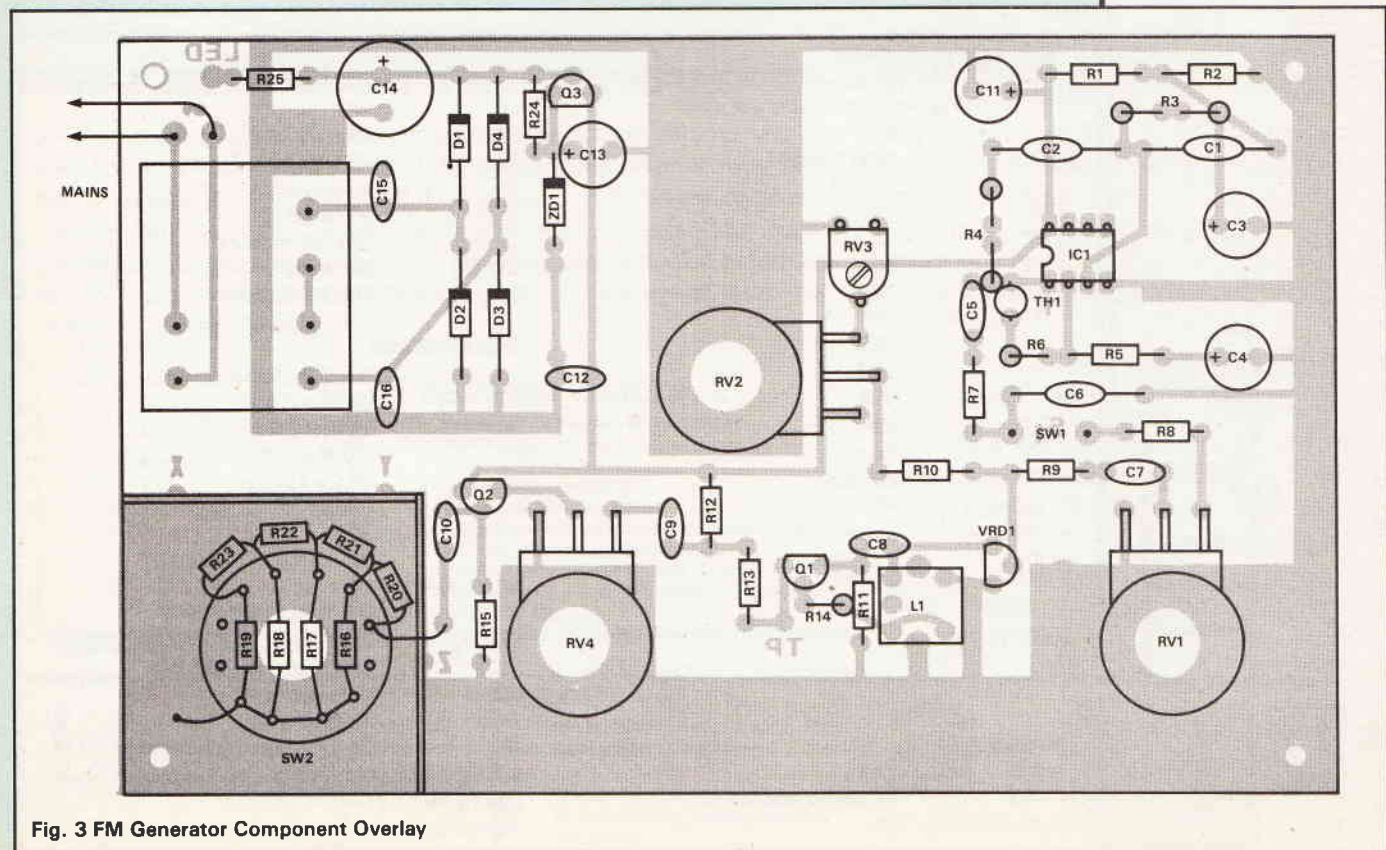 LED
R25
C14
+
D1
D4
R24
Q3
+
C13
ZD1
C11
+
R1
R2
R3
C2
C1
MAINS
C15
R4
IC1
+
C3
RV3
D2
D3
C5
TH1
C16
C12
RV2
R6
R5
+
C4
R7
C6
SW1
R8
X
Y
R10
R9
C7
Q2
C10
C9
R12
VRD1
R23
R22
R21
R20
R13
Q1
C8
R14
R11
L1
R19
R18
R17
R16
R15
RV4
RV1
Z
TP
SW2
Fig. 3 FM Generator Component Overlay